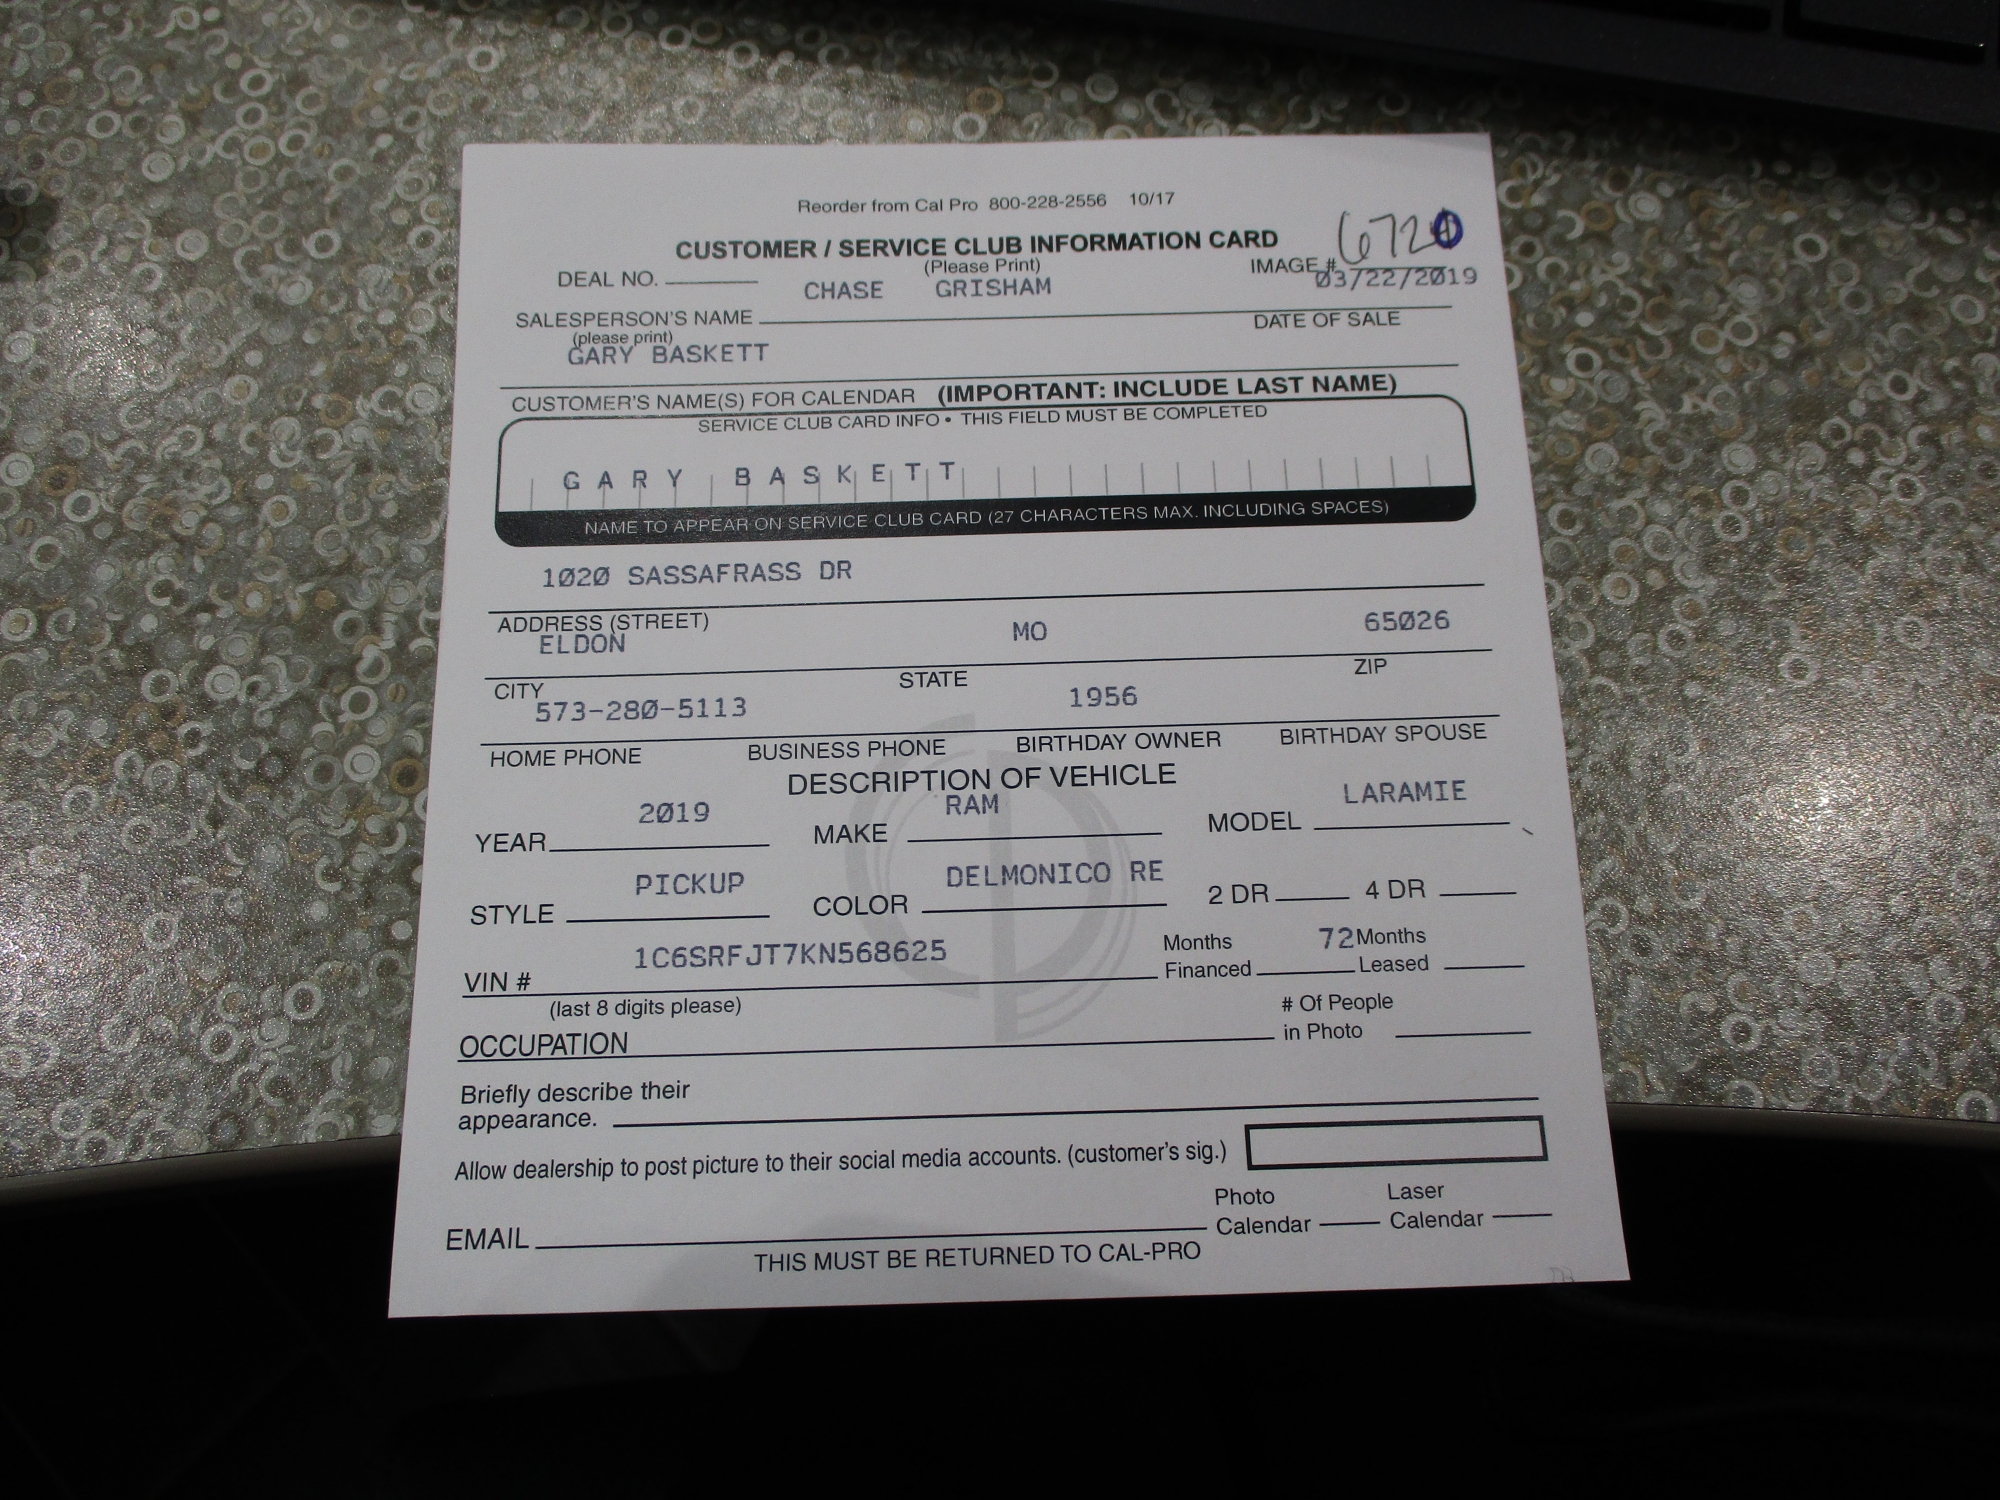 Reorder from Cal Pro 800-228-2556 10/17
CUSTOMER / SERVICE CLUB INFORMATION CARD
(Please Print)
6720
DEAL NO.
IMAGE #
CHASE GRISHAM
03/22/2019
SALESPERSON'S NAME
(please print)
DATE OF SALE
GARY BASKETT
CUSTOMER'S NAME(S) FOR CALENDAR (IMPORTANT: INCLUDE LAST NAME)
SERVICE CLUB CARD INFO • THIS FIELD MUST BE COMPLETED
GARY BASKETT
NAME TO APPEAR ON SERVICE CLUB CARD (27 CHARACTERS MAX. INCLUDING SPACES)
1020 SASSAFRASS DR
ADDRESS (STREET)
ELDON MO 65026
CITY STATE ZIP
573-280-5113 1956
HOME PHONE BUSINESS PHONE BIRTHDAY OWNER BIRTHDAY SPOUSE
DESCRIPTION OF VEHICLE
2019 RAM LARAMIE
YEAR MAKE MODEL
PICKUP DELMONICO RE
STYLE COLOR 2 DR 4 DR
1C6SRFJT7KN568625 72
VIN # Months Financed Months Leased
(last 8 digits please)
OCCUPATION # Of People in Photo
Briefly describe their
appearance.
Allow dealership to post picture to their social media accounts. (customer's sig.)
EMAIL Photo Calendar Laser Calendar
THIS MUST BE RETURNED TO CAL-PRO